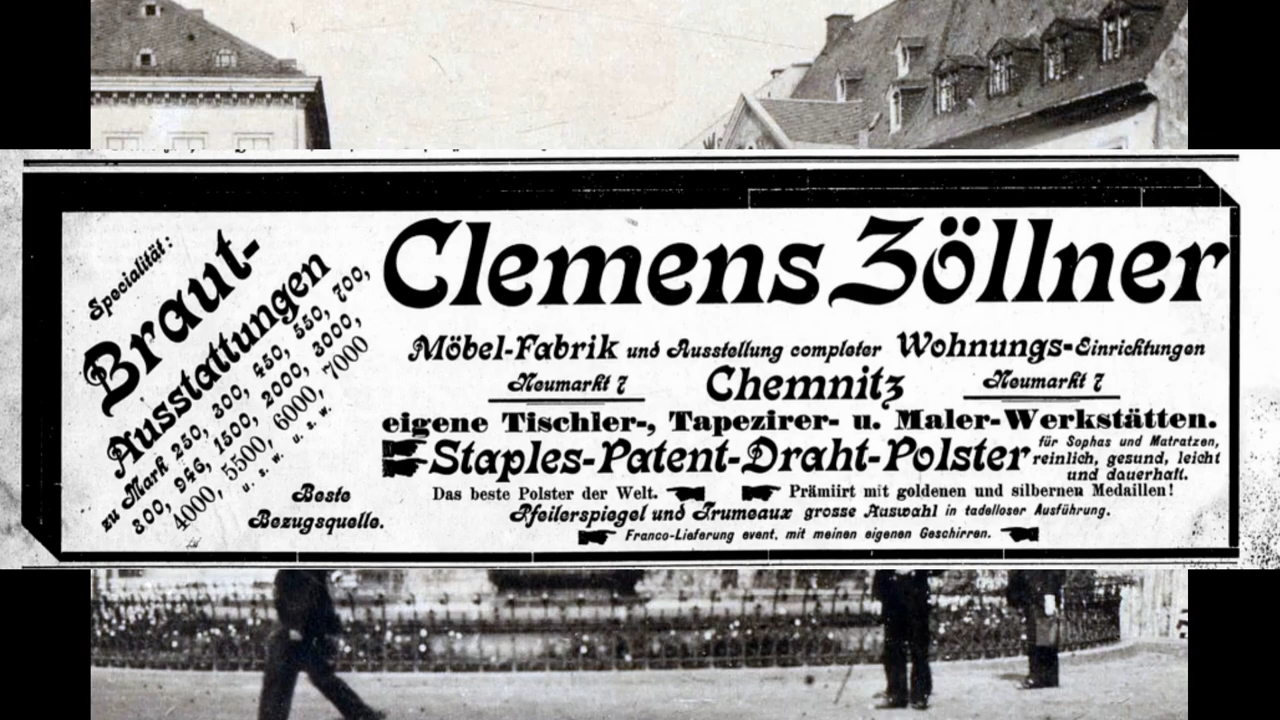 Specialität:
Braut-
Ausstattungen
zu Mark 250, 300, 450, 550, 700,
800, 946, 1500, 2000, 3000,
4000, 5500, 6000, 7000
u. s. w. u. s. w.
Beste
Bezugsquelle.
Clemens Zöllner
Möbel-Fabrik und Ausstellung completer Wohnungs-Einrichtungen
Neumarkt 7 Chemnitz Neumarkt 7
eigene Tischler-, Tapezirer- u. Maler-Werkstätten.
Staples-Patent-Draht-Polster für Sophas und Matratzen,
reinlich, gesund, leicht
und dauerhaft.
Das beste Polster der Welt. Prämiirt mit goldenen und silbernen Medaillen!
Pfeilerspiegel und Trumeaux grosse Auswahl in tadelloser Ausführung.
Franco-Lieferung event. mit meinen eigenen Geschirren.